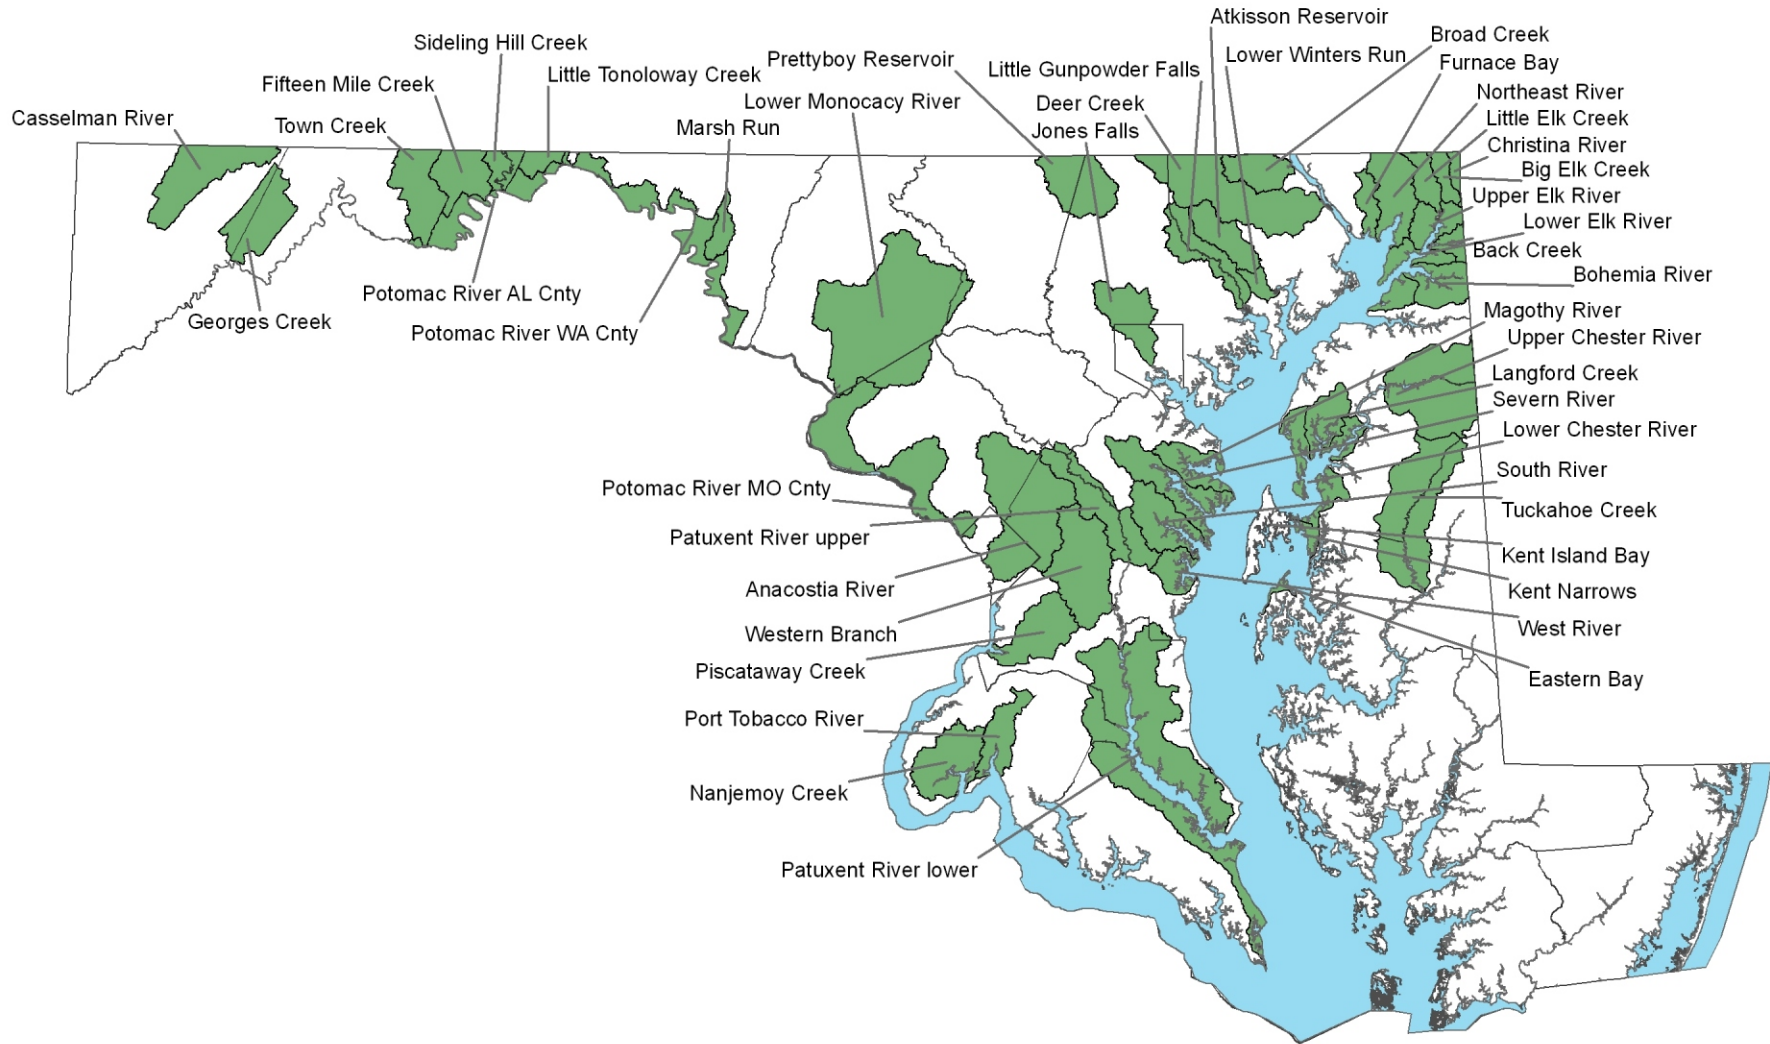 Atkisson Reservoir
Sideling Hill Creek
Broad Creek
Prettyboy Reservoir
Lower Winters Run
Little Tonoloway Creek
Little Gunpowder Falls
Furnace Bay
Fifteen Mile Creek
Northeast River
Lower Monocacy River
Deer Creek
Casselman River
Little Elk Creek
Town Creek
Marsh Run
Jones Falls
Christina River
Big Elk Creek
Upper Elk River
Lower Elk River
Back Creek
Bohemia River
Potomac River AL Cnty
Magothy River
Georges Creek
Potomac River WA Cnty
Upper Chester River
Langford Creek
Severn River
Lower Chester River
South River
Potomac River MO Cnty
Tuckahoe Creek
Patuxent River upper
Kent Island Bay
Anacostia River
Kent Narrows
Western Branch
West River
Piscataway Creek
Eastern Bay
Port Tobacco River
Nanjemoy Creek
Patuxent River lower